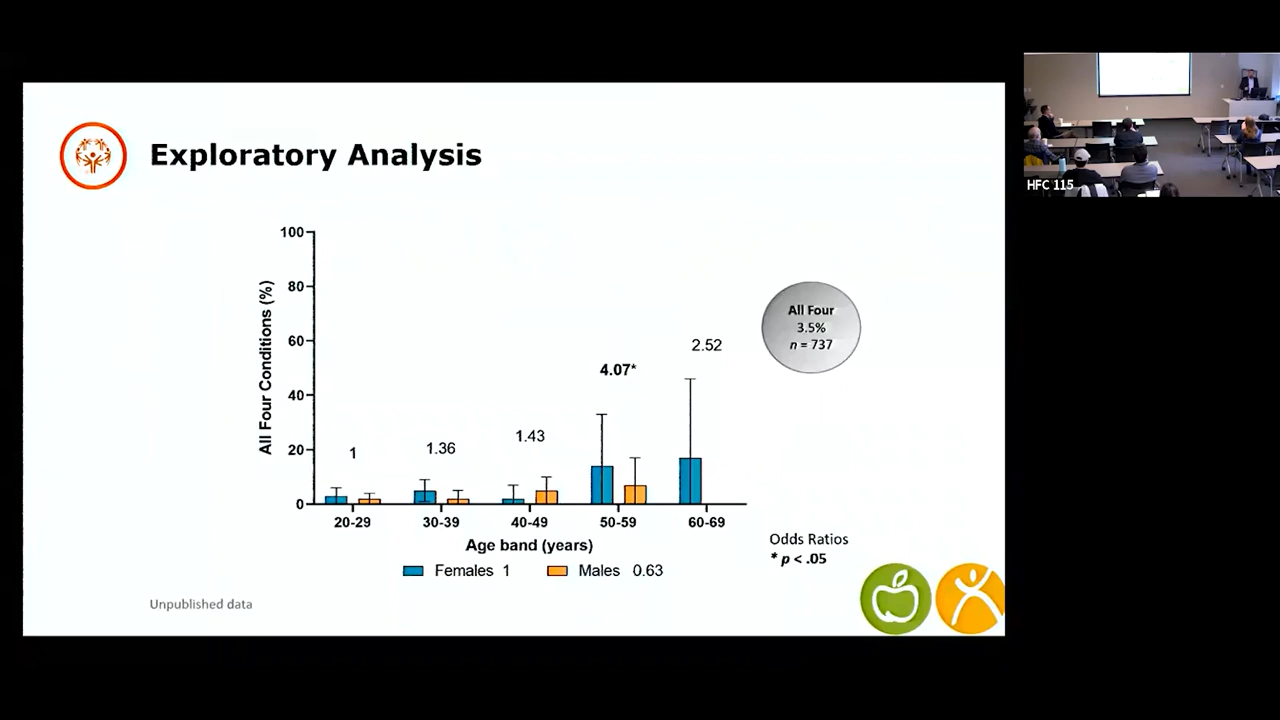 Exploratory Analysis
100
80
60
40
20
0
All Four Conditions (%)
1
1.36
1.43
4.07*
2.52
20-29 30-39 40-49 50-59 60-69
Age band (years)
Females 1 Males 0.63
All Four
3.5%
n = 737
Odds Ratios
* p < .05
Unpublished data
HFC 115